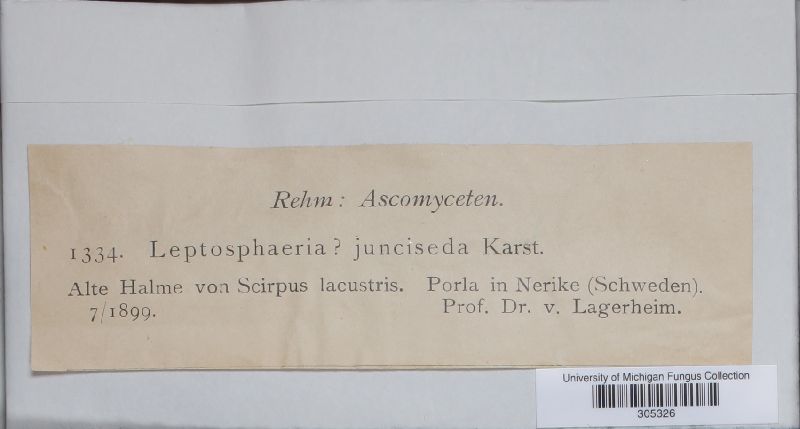 Rehm: Ascomyceten.
1334. Leptosphaeria? junciseda Karst.
Alte Halme von Scirpus lacustris. Porla in Nerike (Schweden).
7/1899. Prof. Dr. v. Lagerheim.
University of Michigan Fungus Collection
305326